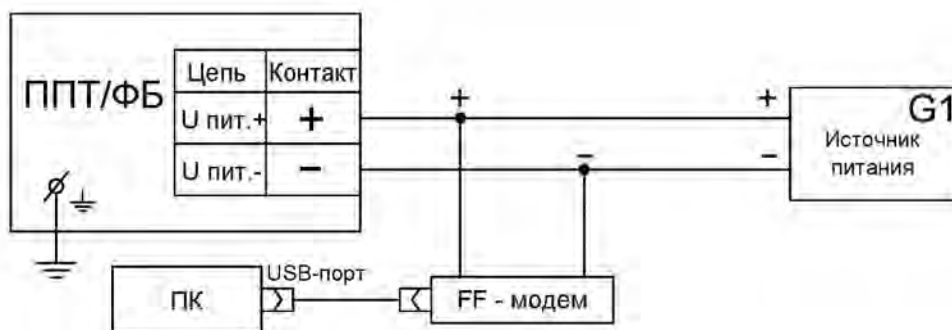 ППТ/ФБ
Цепь Контакт
U пит.+ +
U пит.- −
+ +
− −
G1
Источник
питания
USB-порт
ПК
FF - модем